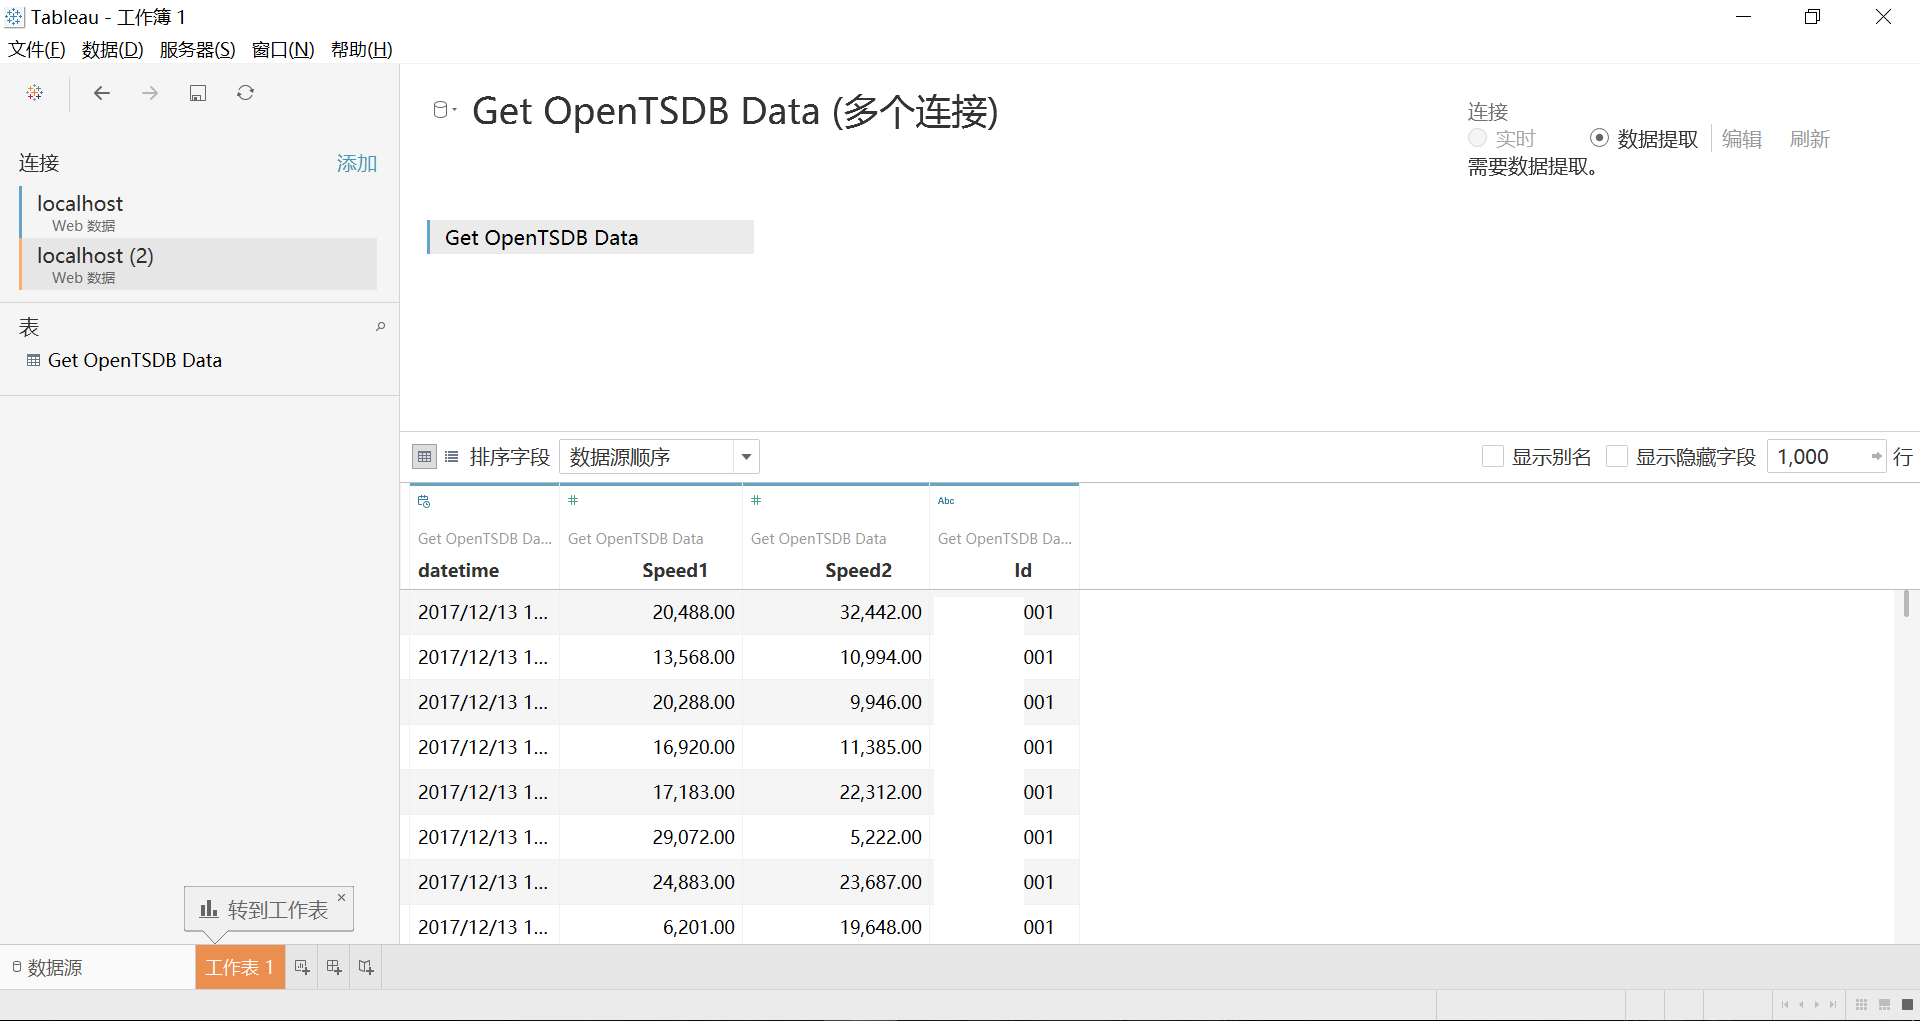 Tableau - 工作簿 1
文件(F) 数据(D) 服务器(S) 窗口(N) 帮助(H)
连接 添加
localhost
Web 数据
localhost (2)
Web 数据
表
Get OpenTSDB Data
Get OpenTSDB Data (多个连接)
连接
实时 数据提取 编辑 刷新
需要数据提取。
Get OpenTSDB Data
排序字段 数据源顺序 显示别名 显示隐藏字段 1,000 行
# # Abc
Get OpenTSDB Da... Get OpenTSDB Data Get OpenTSDB Data Get OpenTSDB Da...
datetime Speed1 Speed2 Id
2017/12/13 1... 20,488.00 32,442.00 001
2017/12/13 1... 13,568.00 10,994.00 001
2017/12/13 1... 20,288.00 9,946.00 001
2017/12/13 1... 16,920.00 11,385.00 001
2017/12/13 1... 17,183.00 22,312.00 001
2017/12/13 1... 29,072.00 5,222.00 001
2017/12/13 1... 24,883.00 23,687.00 001
2017/12/13 1... 6,201.00 19,648.00 001
转到工作表
数据源 工作表 1